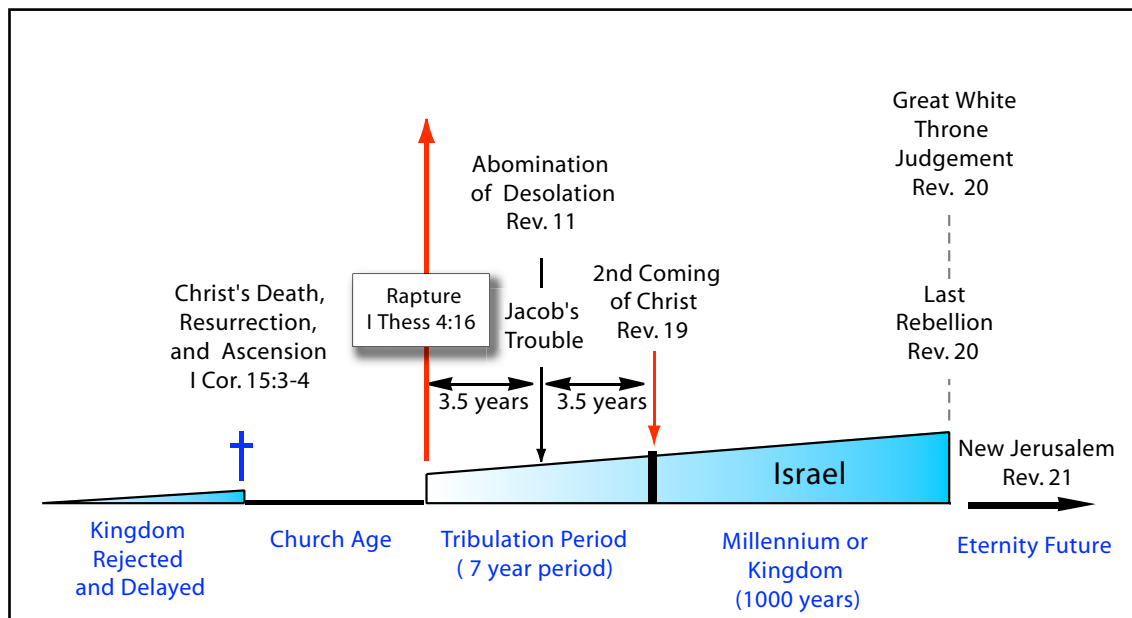 Great White
Throne
Judgement
Rev. 20
Abomination
of Desolation
Rev. 11
Christ's Death,
Resurrection,
and Ascension
I Cor. 15:3-4
Rapture
I Thess 4:16
Jacob's
Trouble
2nd Coming
of Christ
Rev. 19
Last
Rebellion
Rev. 20
3.5 years
3.5 years
Israel
New Jerusalem
Rev. 21
Kingdom
Rejected
and Delayed
Church Age
Tribulation Period
( 7 year period)
Millennium or
Kingdom
(1000 years)
Eternity Future